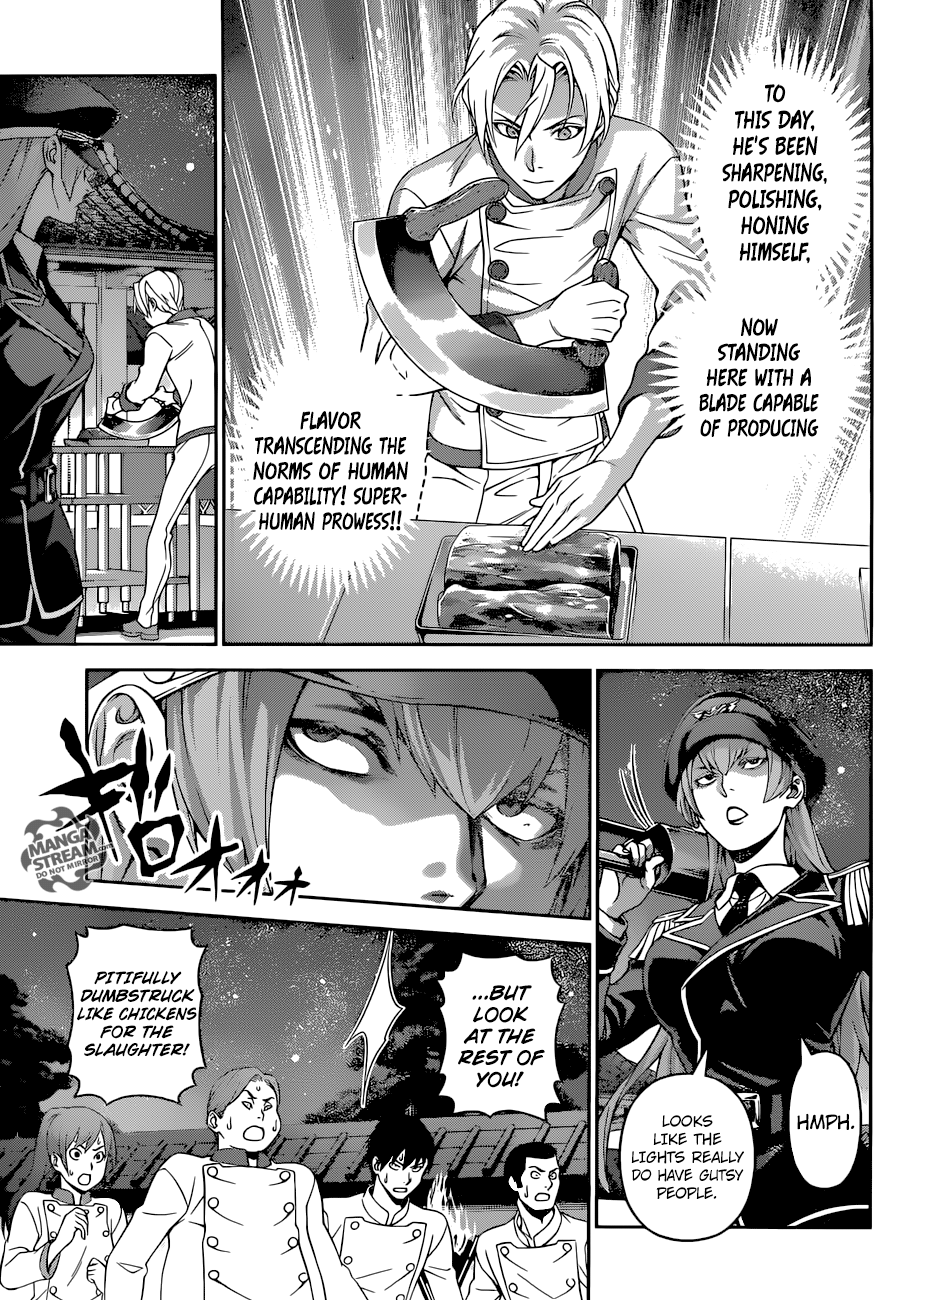 TO
THIS DAY,
HE'S BEEN
SHARPENING,
POLISHING,
HONING
HIMSELF,
NOW
STANDING
HERE WITH A
BLADE CAPABLE
OF PRODUCING
FLAVOR
TRANSCENDING THE
NORMS OF HUMAN
CAPABILITY! SUPER-
HUMAN PROWESS!!
HMPH.
LOOKS
LIKE THE
LIGHTS REALLY
DO HAVE GUTSY
PEOPLE.
ギロオオオオ
MANGA
STREAM
DO NOT MIRROR
...BUT
LOOK
AT THE
REST OF
YOU!
PITIFULLY
DUMBSTRUCK
LIKE CHICKENS
FOR THE
SLAUGHTER!